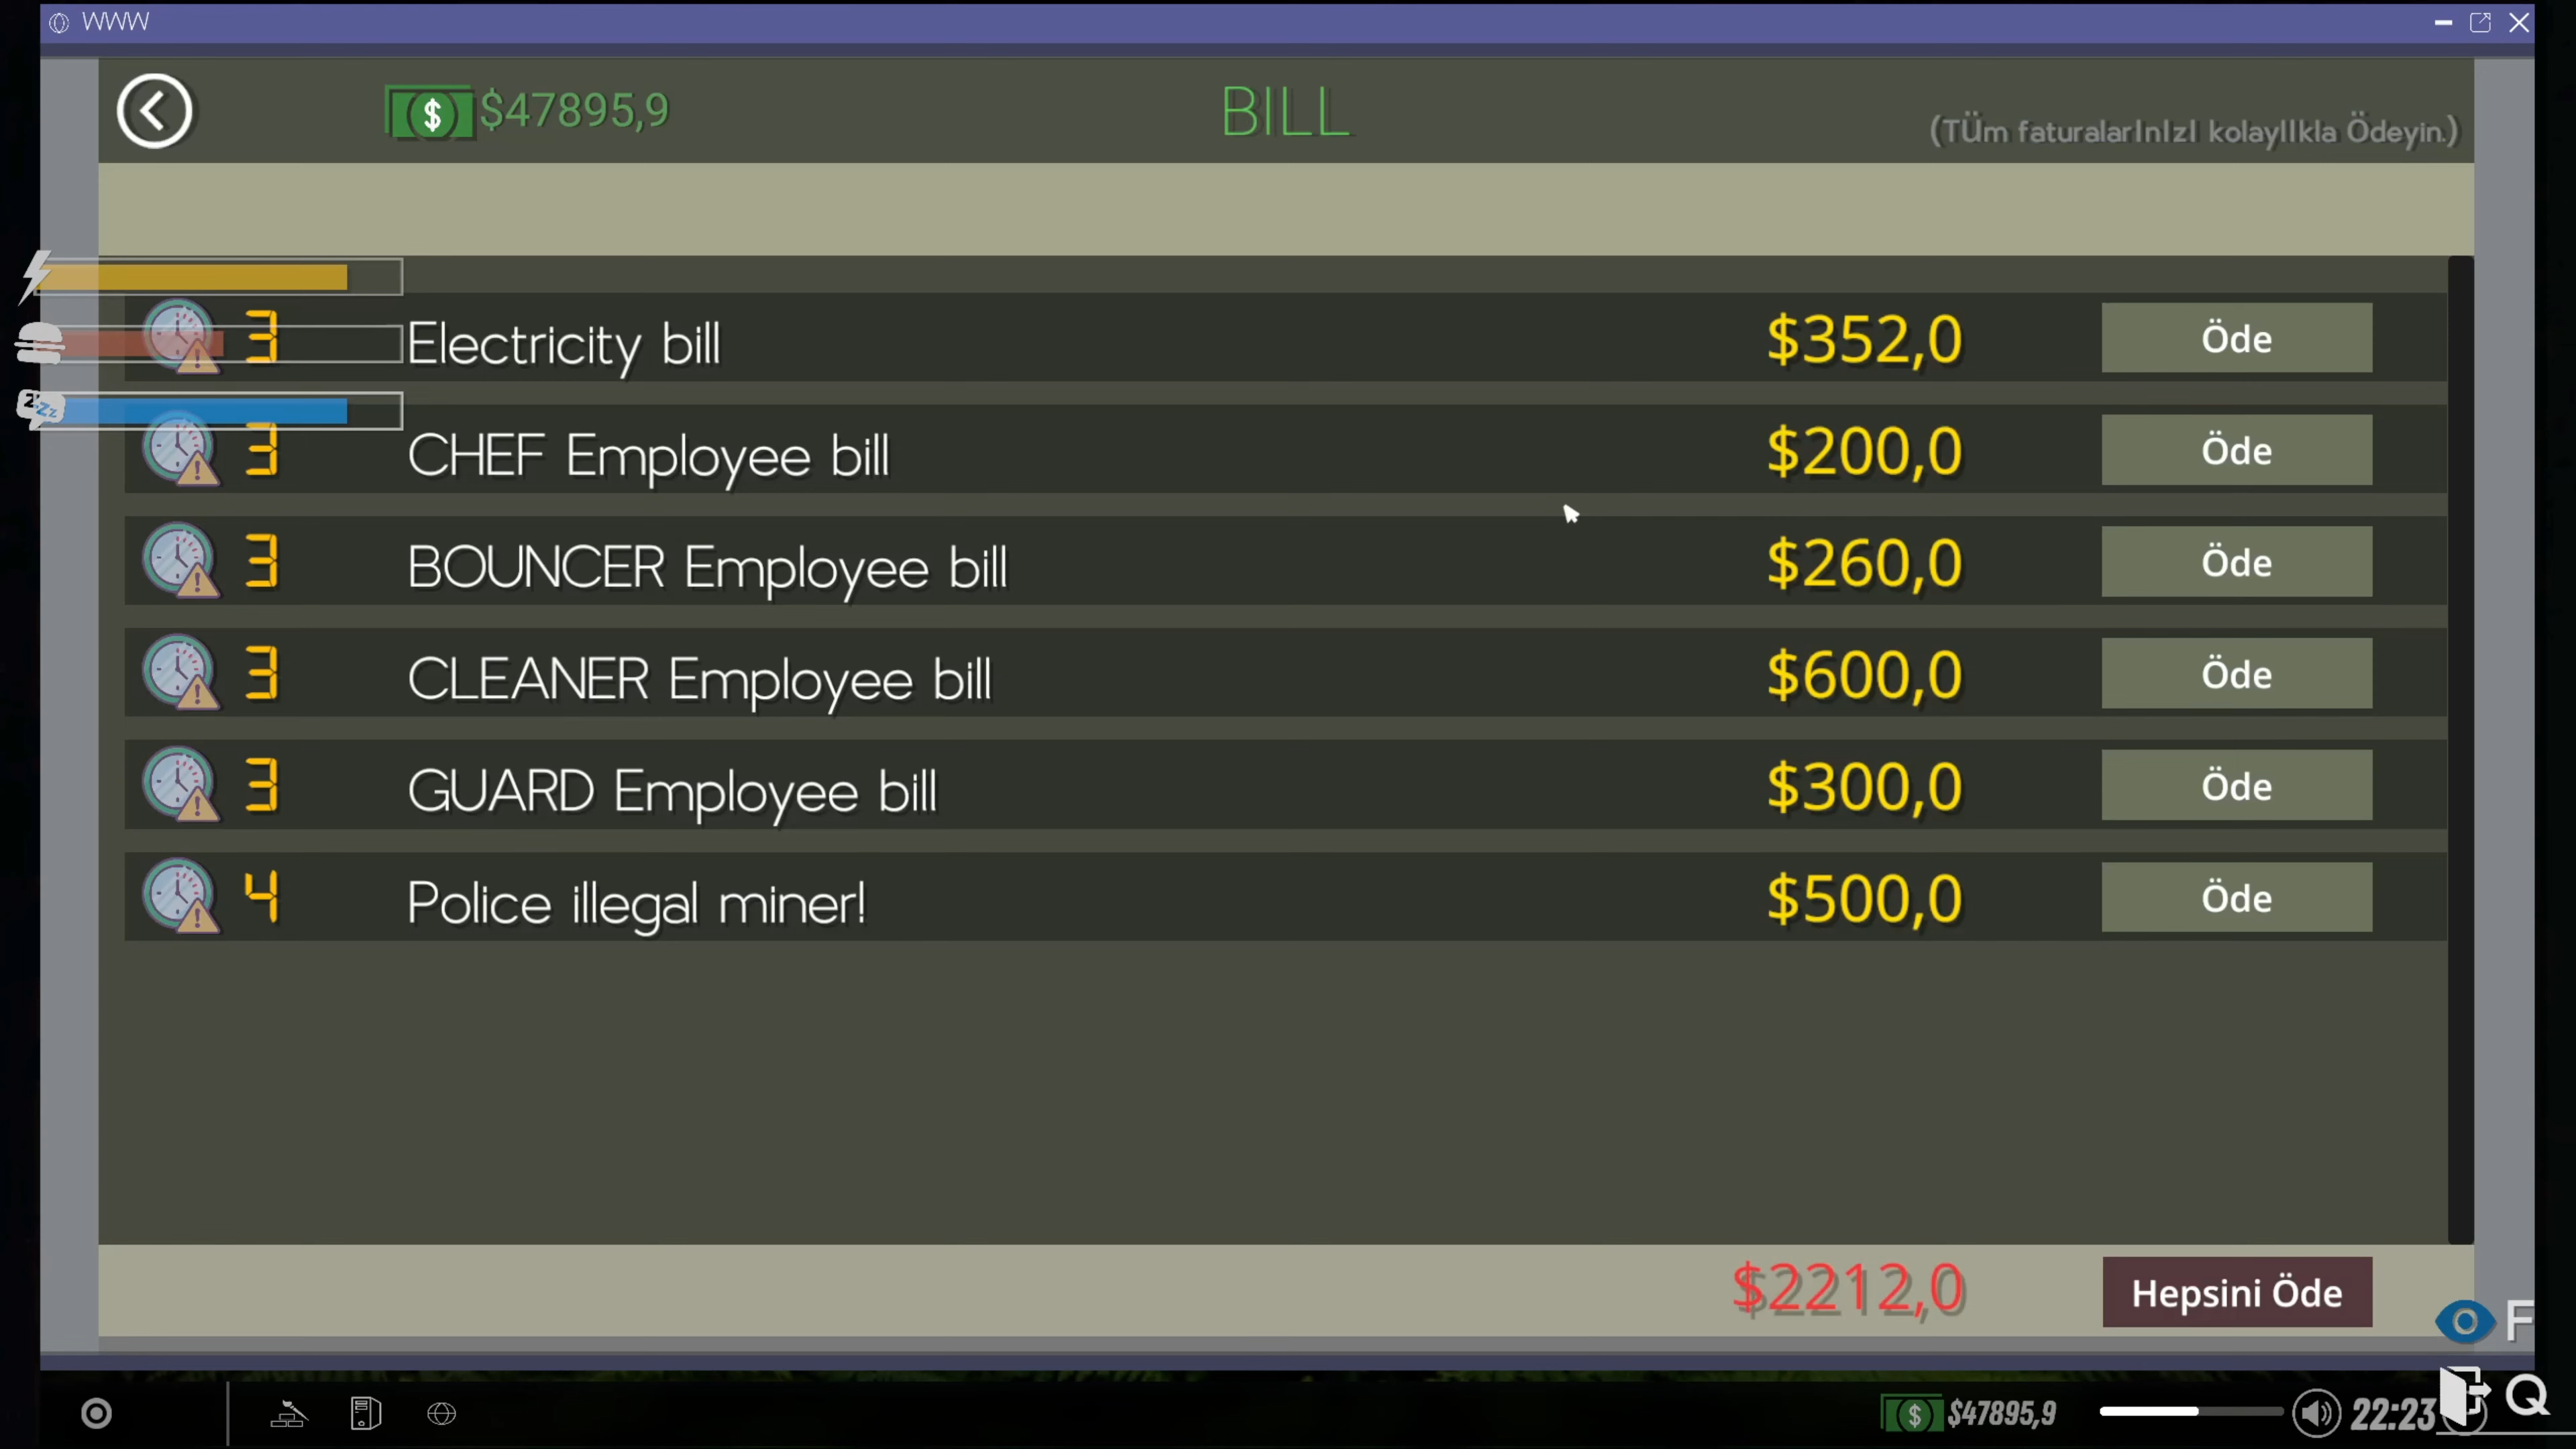 WWW
$47895,9
BILL
(TÜm faturalarInIzI kolaylIkla Ödeyin.)
3 Electricity bill $352,0 Öde
3 CHEF Employee bill $200,0 Öde
3 BOUNCER Employee bill $260,0 Öde
3 CLEANER Employee bill $600,0 Öde
3 GUARD Employee bill $300,0 Öde
4 Police illegal miner! $500,0 Öde
$2212,0 Hepsini Öde
F
$47895,9 22:23 Q